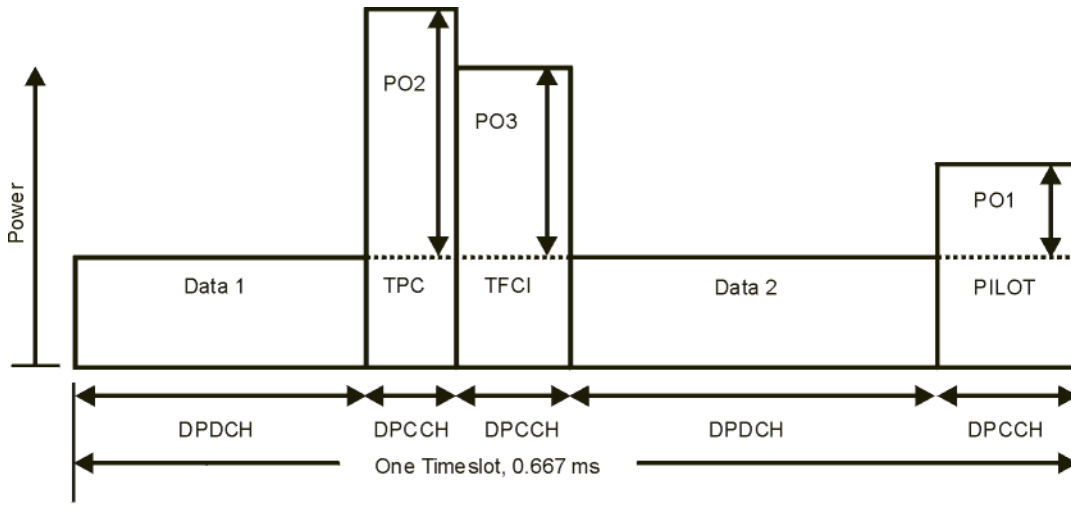 PO2
PO3
PO1
Power
Data 1
TPC
TFCI
Data 2
PILOT
DPDCH
DPCCH
DPCCH
DPDCH
DPCCH
One Timeslot, 0.667 ms